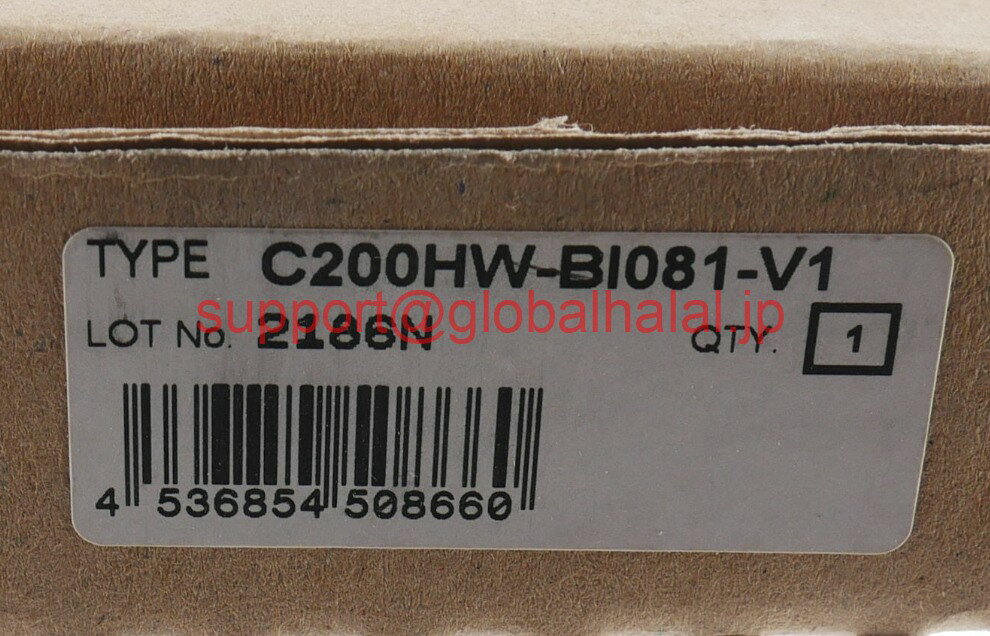 TYPE C200HW-BI081-V1
support@globalhalal.jp
LOT No. QTY. 1
4 536854 508660